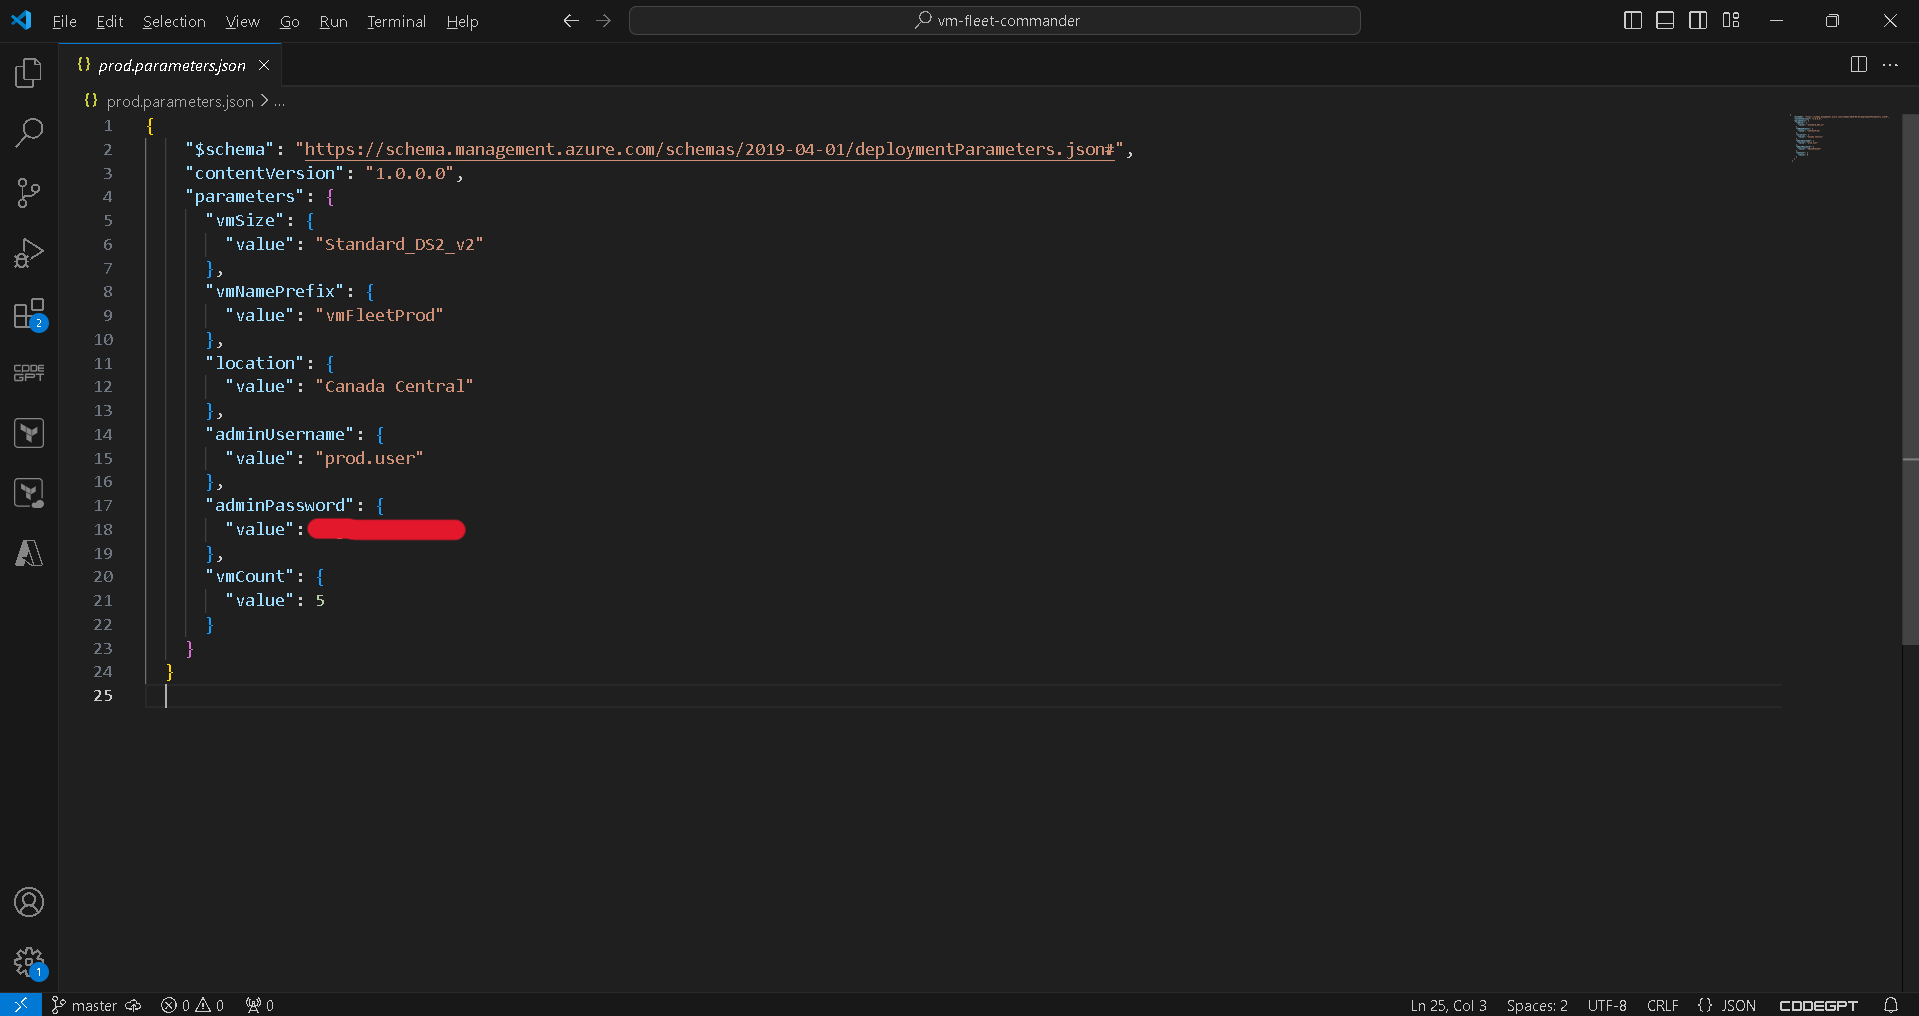 File Edit Selection View Go Run Terminal Help
vm-fleet-commander
{} prod.parameters.json
{} prod.parameters.json > ...
1 {
2 "$schema": "https://schema.management.azure.com/schemas/2019-04-01/deploymentParameters.json#",
3 "contentVersion": "1.0.0.0",
4 "parameters": {
5 "vmSize": {
6 "value": "Standard_DS2_v2"
7 },
8 "vmNamePrefix": {
9 "value": "vmFleetProd"
10 },
11 "location": {
12 "value": "Canada Central"
13 },
14 "adminUsername": {
15 "value": "prod.user"
16 },
17 "adminPassword": {
18 "value":
19 },
20 "vmCount": {
21 "value": 5
22 }
23 }
24 }
25
2
CODE
GPT
1
master 0 0 0 Ln 25, Col 3 Spaces: 2 UTF-8 CRLF {} JSON CODEGPT